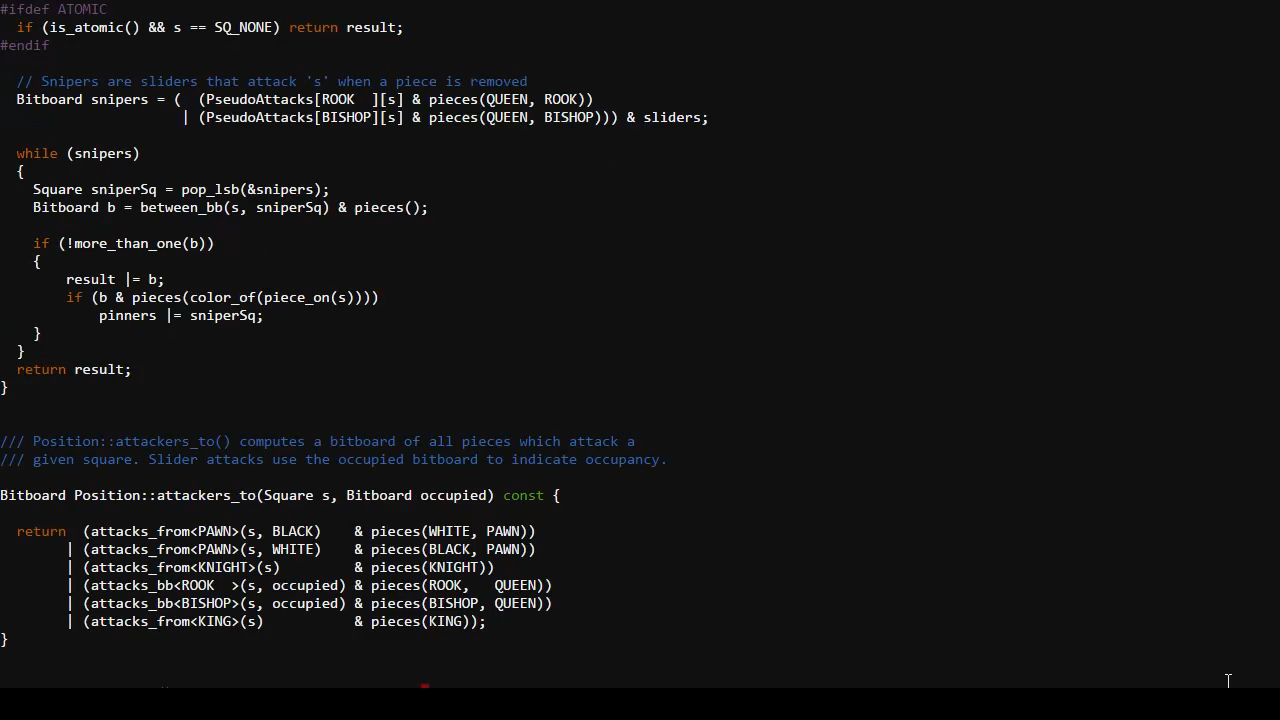 #ifdef ATOMIC
  if (is_atomic() && s == SQ_NONE) return result;
#endif

  // Snipers are sliders that attack 's' when a piece is removed
  Bitboard snipers = (  (PseudoAttacks[ROOK  ][s] & pieces(QUEEN, ROOK))
                      | (PseudoAttacks[BISHOP][s] & pieces(QUEEN, BISHOP))) & sliders;

  while (snipers)
  {
    Square sniperSq = pop_lsb(&snipers);
    Bitboard b = between_bb(s, sniperSq) & pieces();

    if (!more_than_one(b))
    {
        result |= b;
        if (b & pieces(color_of(piece_on(s))))
            pinners |= sniperSq;
    }
  }
  return result;
}


/// Position::attackers_to() computes a bitboard of all pieces which attack a
/// given square. Slider attacks use the occupied bitboard to indicate occupancy.

Bitboard Position::attackers_to(Square s, Bitboard occupied) const {

  return  (attacks_from<PAWN>(s, BLACK)    & pieces(WHITE, PAWN))
        | (attacks_from<PAWN>(s, WHITE)    & pieces(BLACK, PAWN))
        | (attacks_from<KNIGHT>(s)         & pieces(KNIGHT))
        | (attacks_bb<ROOK  >(s, occupied) & pieces(ROOK,   QUEEN))
        | (attacks_bb<BISHOP>(s, occupied) & pieces(BISHOP, QUEEN))
        | (attacks_from<KING>(s)           & pieces(KING));
}